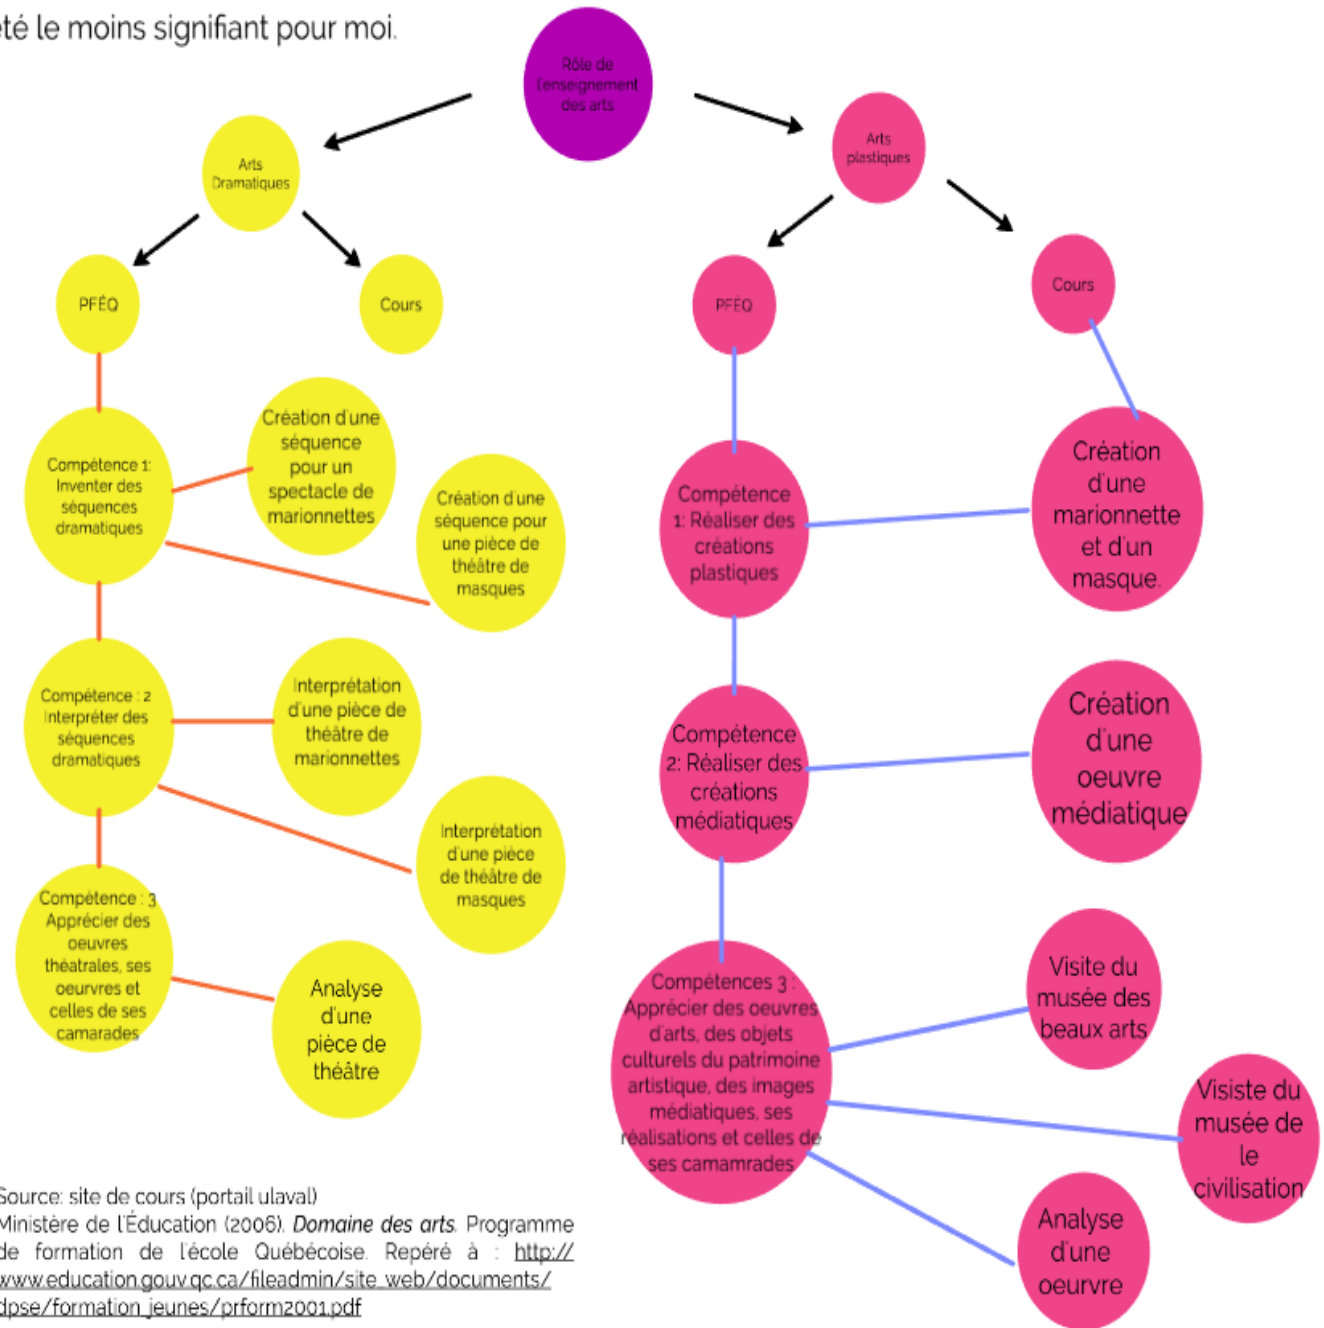 été le moins signifiant pour moi.
Rôle de
l'enseignement
des arts
Arts
Dramatiques
Arts
plastiques
PFÉQ
Cours
PFÉQ
Cours
Compétence 1:
Inventer des
séquences
dramatiques
Création d'une
séquence
pour un
spectacle de
marionnettes
Création d'une
séquence pour
une pièce de
théâtre de
masques
Compétence
1: Réaliser des
créations
plastiques
Création
d'une
marionnette
et d'un
masque.
Compétence : 2
Interpréter des
séquences
dramatiques
Interprétation
d'une pièce de
théâtre de
marionnettes
Interprétation
d'une pièce
de théâtre de
masques
Compétence
2: Réaliser des
créations
médiatiques
Création
d'une
oeuvre
médiatique
Compétence : 3
Apprécier des
oeuvres
théatrales, ses
oeurvres et
celles de ses
camarades
Analyse
d'une
pièce de
théâtre
Compétences 3 :
Apprécier des oeuvres
d'arts, des objets
culturels du patrimoine
artistique, des images
médiatiques, ses
réalisations et celles de
ses camamrades
Visite du
musée des
beaux arts
Visiste du
musée de
le
civilisation
Analyse
d'une
oeurvre
Source: site de cours (portail ulaval)
Ministère de l'Éducation (2006). Domaine des arts. Programme
de formation de l'école Québécoise. Repéré à : http://
www.education.gouv.qc.ca/fileadmin/site_web/documents/
dpse/formation_jeunes/prform2001.pdf